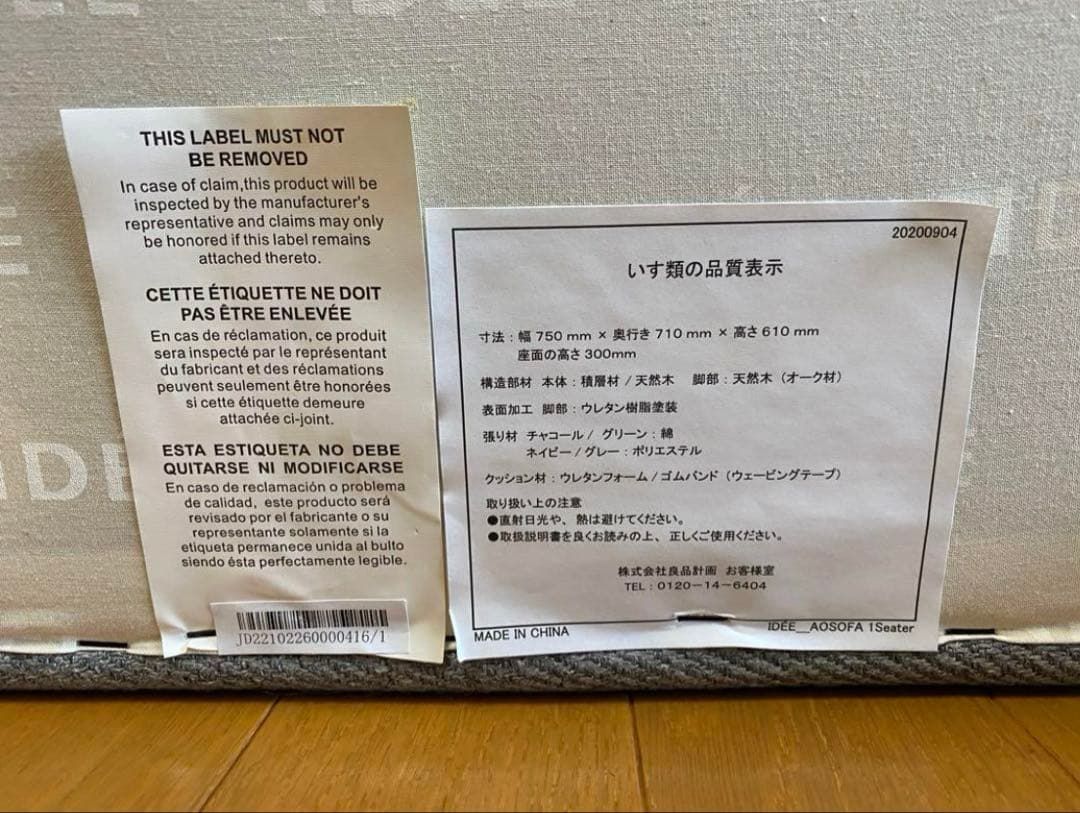 THIS LABEL MUST NOT
BE REMOVED
In case of claim,this product will be
inspected by the manufacturer's
representative and claims may only
be honored if this label remains
attached thereto.
CETTE ÉTIQUETTE NE DOIT
PAS ÊTRE ENLEVÉE
En cas de réclamation, ce produit
sera inspecté par le représentant
du fabricant et des réclamations
peuvent seulement être honorées
si cette étiquette demeure
attachée ci-joint.
ESTA ESTIQUETA NO DEBE
QUITARSE NI MODIFICARSE
En caso de reclamación o problema
de calidad, este producto será
revisado por el fabricante o su
representante solamente si la
etiqueta permanece unida al bulto
siendo ésta perfectamente legible.
JD22102260000416/1
20200904
いす類の品質表示
寸法：幅 750 mm × 奥行き 710 mm × 高さ 610 mm
座面の高さ 300mm
構造部材 本体：積層材 / 天然木 脚部：天然木（オーク材）
表面加工 脚部：ウレタン樹脂塗装
張り材 チャコール / グリーン：綿
ネイビー / グレー：ポリエステル
クッション材：ウレタンフォーム / ゴムバンド（ウェービングテープ）
取り扱い上の注意
●直射日光や、熱は避けてください。
●取扱説明書を良くお読みの上、正しくご使用ください。
株式会社良品計画 お客様室
TEL：0120-14-6404
MADE IN CHINA
IDÉE__AOSOFA 1Seater